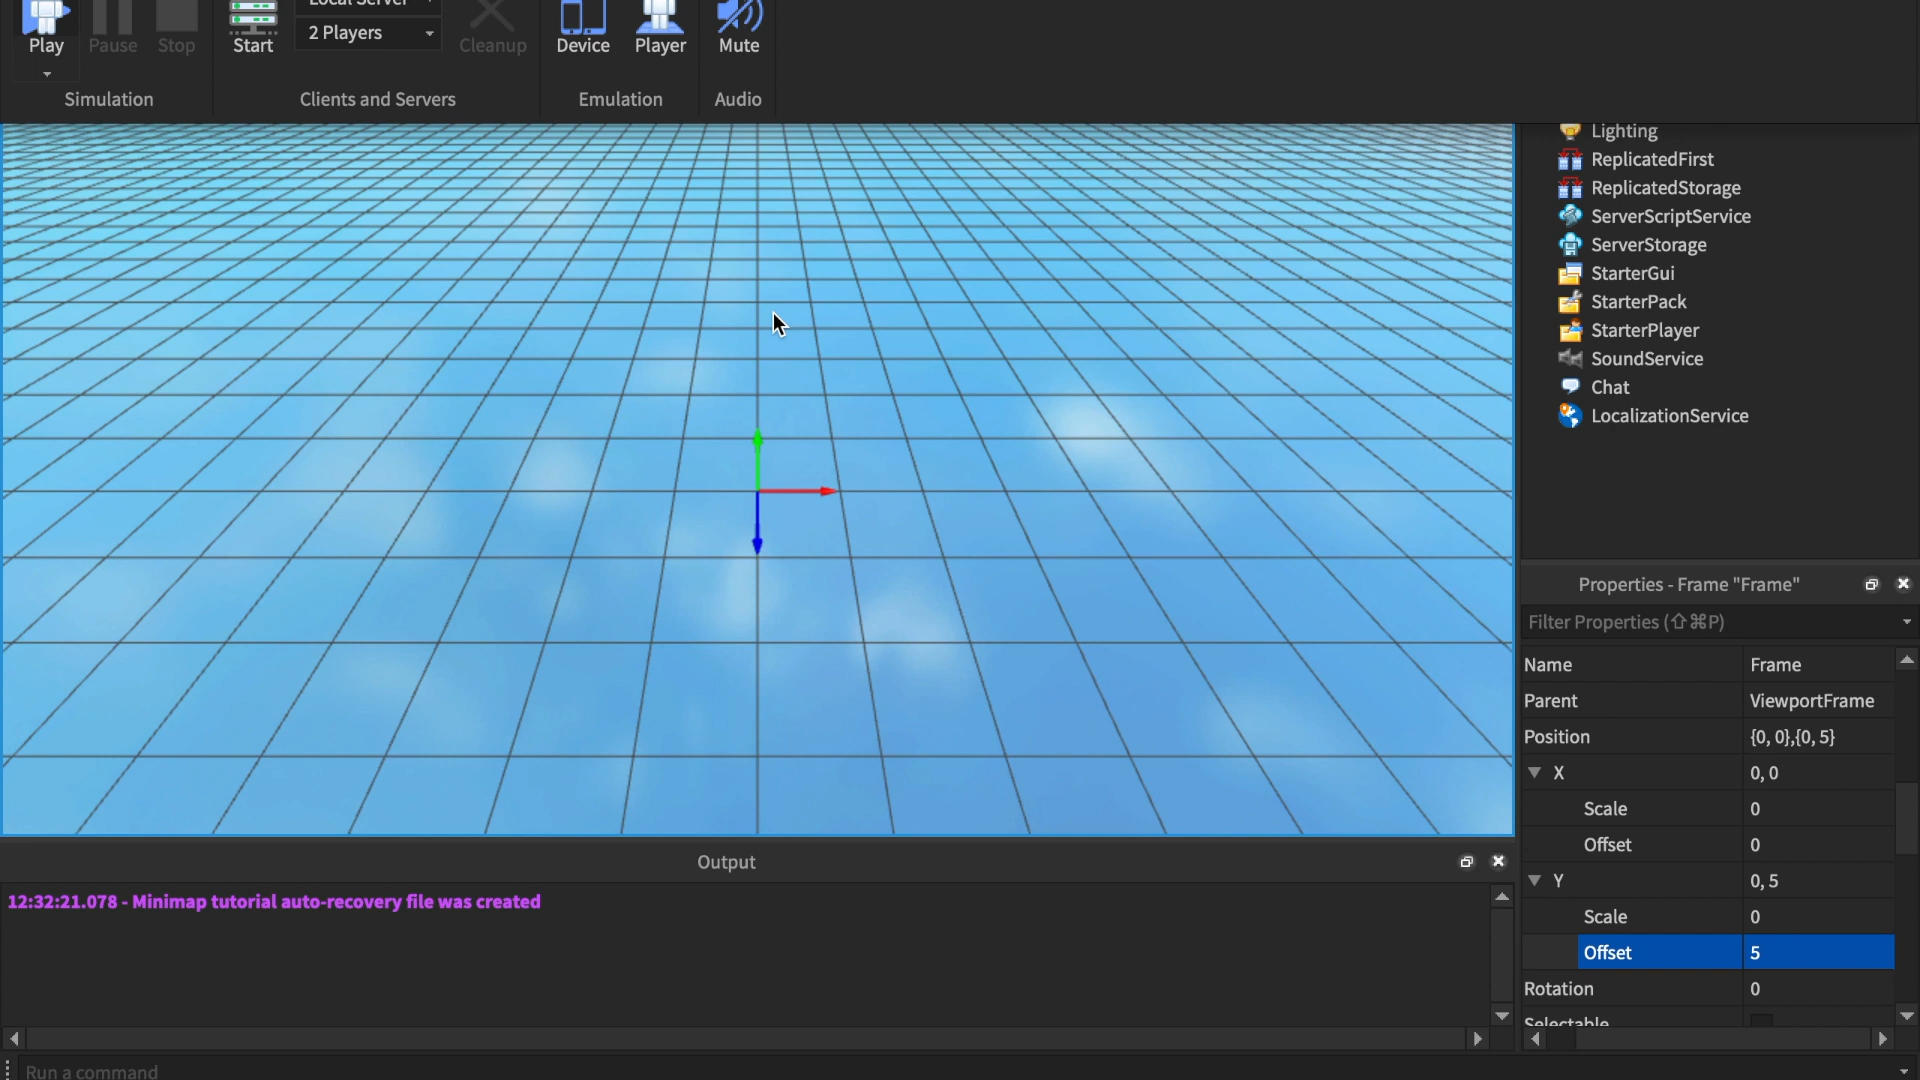 Local Server
Play
Pause
Stop
Start
2 Players
Cleanup
Device
Player
Mute
Simulation
Clients and Servers
Emulation
Audio
Lighting
ReplicatedFirst
ReplicatedStorage
ServerScriptService
ServerStorage
StarterGui
StarterPack
StarterPlayer
SoundService
Chat
LocalizationService
Properties - Frame "Frame"
Filter Properties (⇧⌘P)
Name Frame
Parent ViewportFrame
Position {0, 0},{0, 5}
X 0, 0
Scale 0
Offset 0
Y 0, 5
Scale 0
Offset 5
Rotation 0
Selectable
Output
12:32:21.078 - Minimap tutorial auto-recovery file was created
Run a command